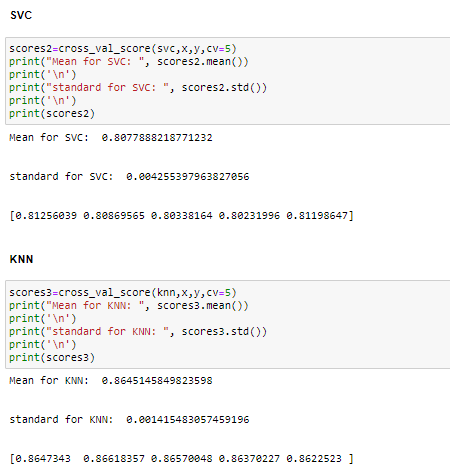 SVC
scores2=cross_val_score(svc,x,y,cv=5)
print("Mean for SVC: ", scores2.mean())
print('\n')
print("standard for SVC: ", scores2.std())
print('\n')
print(scores2)
Mean for SVC:  0.8077888218771232
standard for SVC:  0.004255397963827056
[0.81256039 0.80869565 0.80338164 0.80231996 0.81198647]
KNN
scores3=cross_val_score(knn,x,y,cv=5)
print("Mean for KNN: ", scores3.mean())
print('\n')
print("standard for KNN: ", scores3.std())
print('\n')
print(scores3)
Mean for KNN:  0.8645145849823598
standard for KNN:  0.001415483057459196
[0.8647343  0.86618357 0.86570048 0.86370227 0.8622523 ]